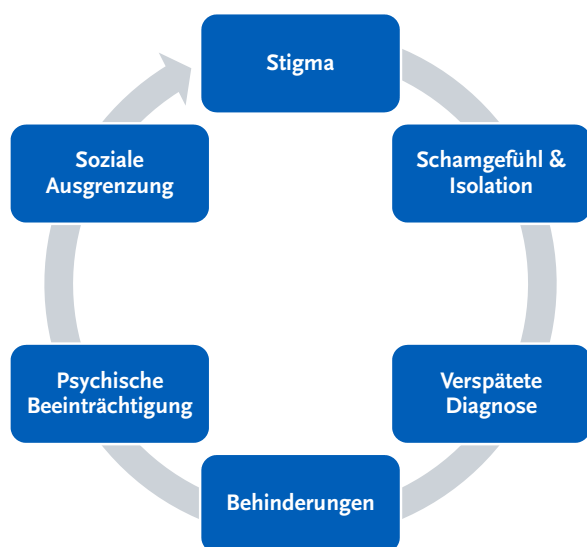 Stigma
Schamgefühl &
Isolation
Verspätete
Diagnose
Behinderungen
Psychische
Beeinträchtigung
Soziale
Ausgrenzung